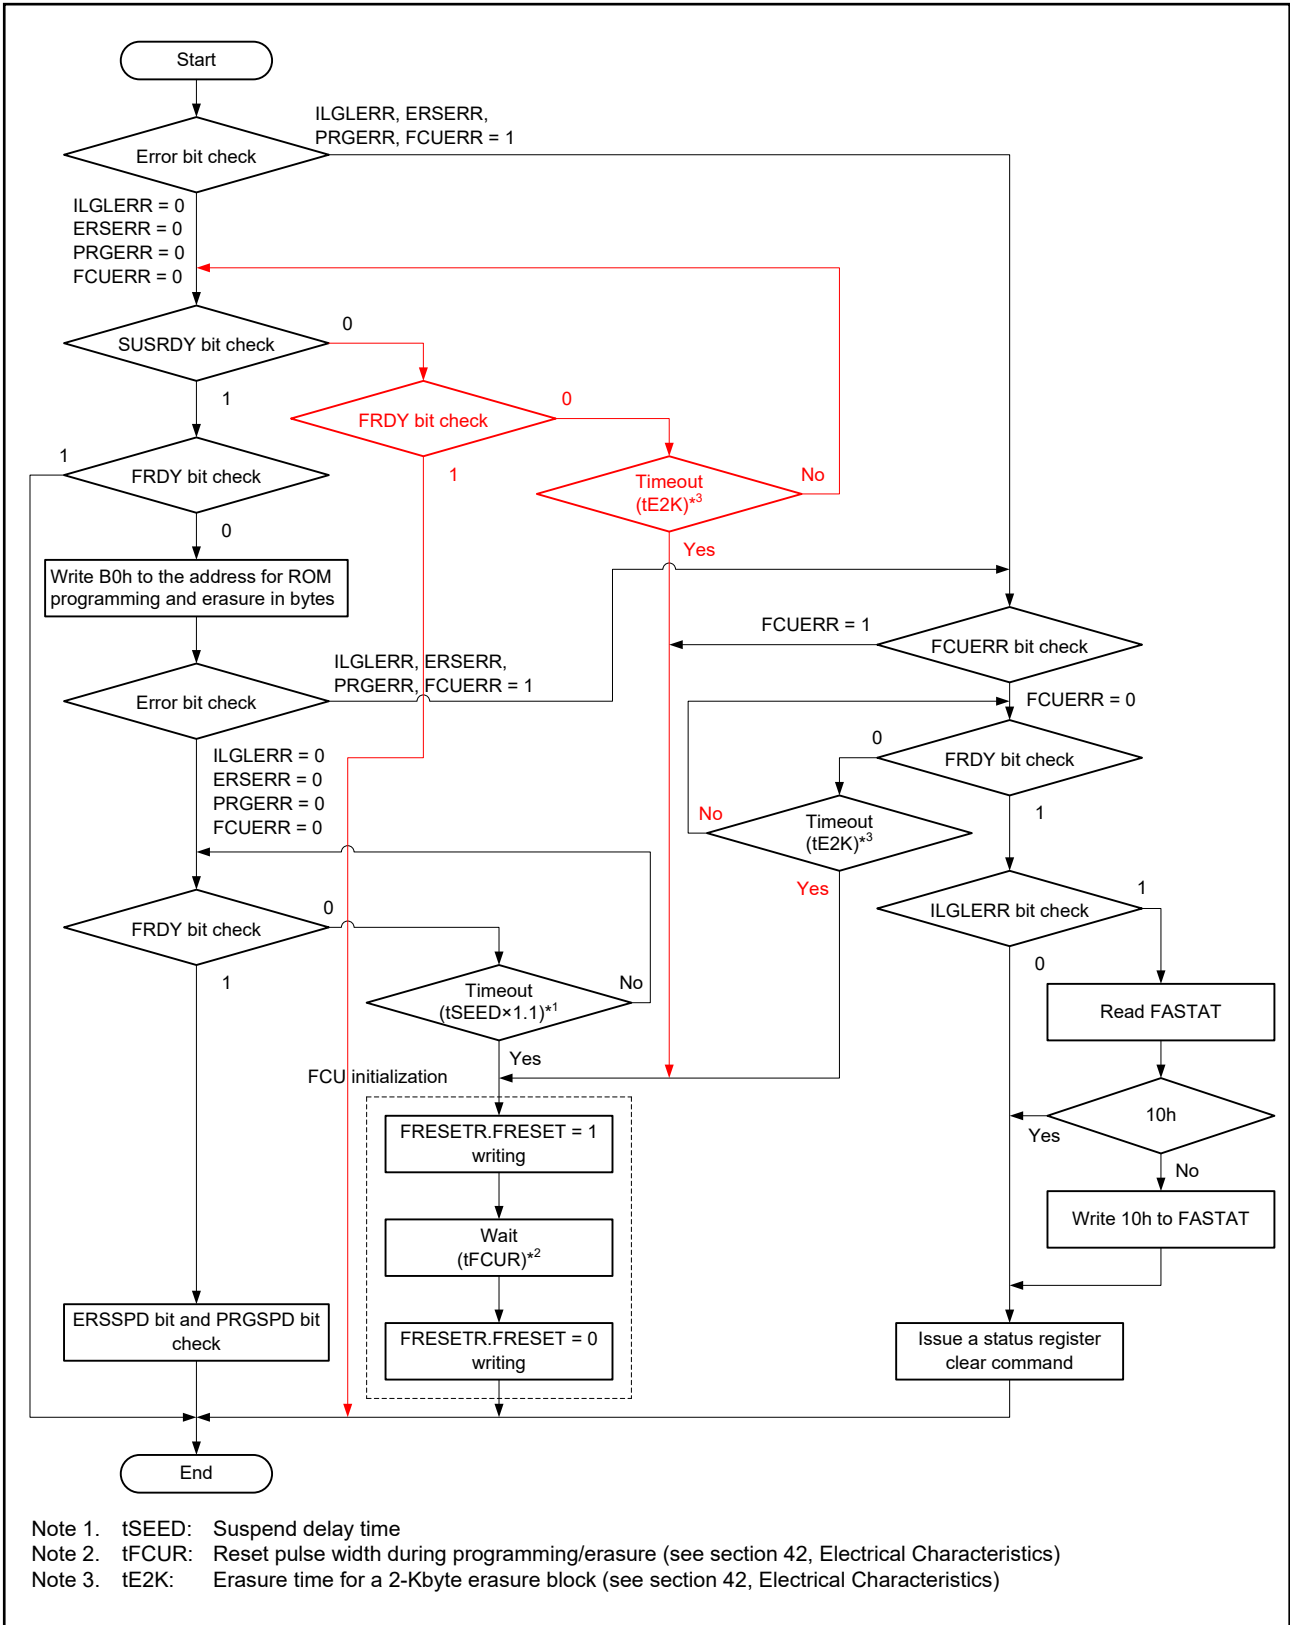 Start
ILGLERR, ERSERR,
PRGERR, FCUERR = 1
Error bit check
ILGLERR = 0
ERSERR = 0
PRGERR = 0
FCUERR = 0
0
SUSRDY bit check
1
0
FRDY bit check
1
1
FRDY bit check
No
Timeout
(tE2K)*3
Yes
0
Write B0h to the address for ROM
programming and erasure in bytes
FCUERR = 1
FCUERR bit check
ILGLERR, ERSERR,
PRGERR, FCUERR = 1
Error bit check
FCUERR = 0
0
FRDY bit check
1
ILGLERR = 0
ERSERR = 0
PRGERR = 0
FCUERR = 0
No
Timeout
(tE2K)*3
Yes
1
ILGLERR bit check
0
0
FRDY bit check
1
No
Timeout
(tSEED×1.1)*1
Yes
Read FASTAT
FCU initialization
10h
Yes
No
FRESETR.FRESET = 1
writing
Write 10h to FASTAT
Wait
(tFCUR)*2
ERSSPD bit and PRGSPD bit
check
FRESETR.FRESET = 0
writing
Issue a status register
clear command
End
Note 1. tSEED: Suspend delay time
Note 2. tFCUR: Reset pulse width during programming/erasure (see section 42, Electrical Characteristics)
Note 3. tE2K: Erasure time for a 2-Kbyte erasure block (see section 42, Electrical Characteristics)